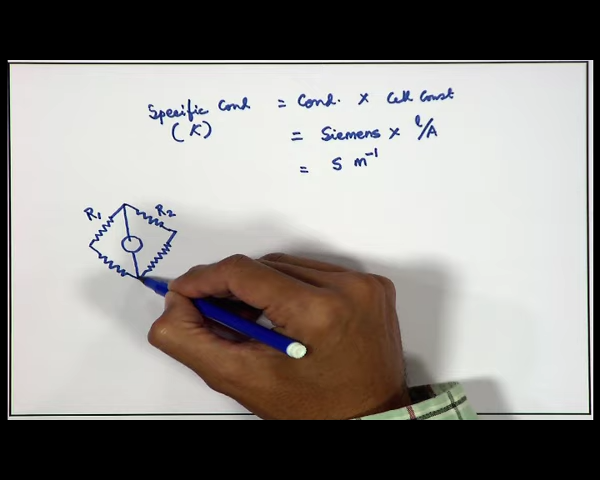 Specific Cond = Cond. × Cell Const
(K) = Siemens × l/A
= S m⁻¹
R₁ R₂